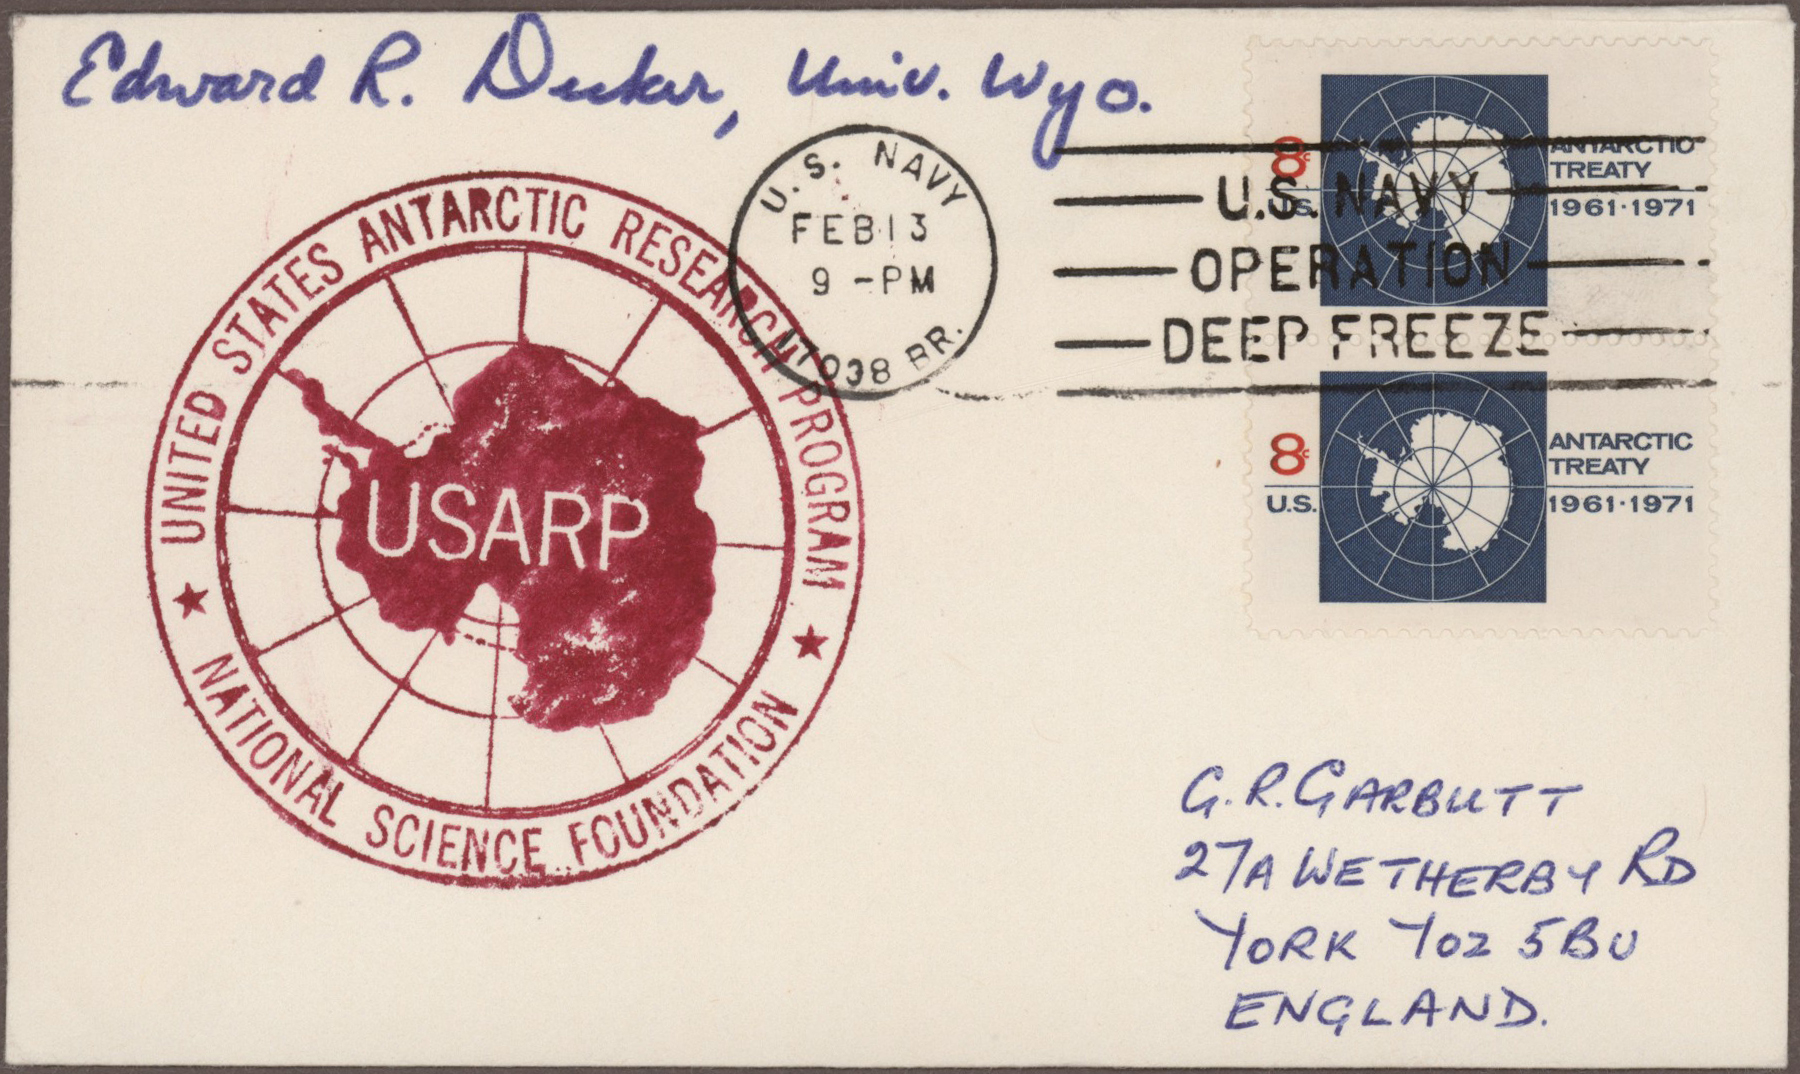 Edward R. Decker, Univ. Wyo.
UNITED STATES ANTARCTIC RESEARCH PROGRAM
USARP
★ NATIONAL SCIENCE FOUNDATION ★
U.S. NAVY
FEB 13
9 -PM
17038 BR.
U.S. NAVY
OPERATION
DEEP FREEZE
8c
U.S.
ANTARCTIC
TREATY
1961·1971
8c
U.S.
ANTARCTIC
TREATY
1961·1971
G.R. GARBUTT
27A WETHERBY RD
YORK YO2 5BU
ENGLAND.